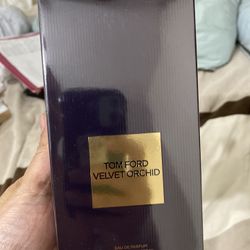 TOM FORD
VELVET ORCHID
EAU DE PARFUM